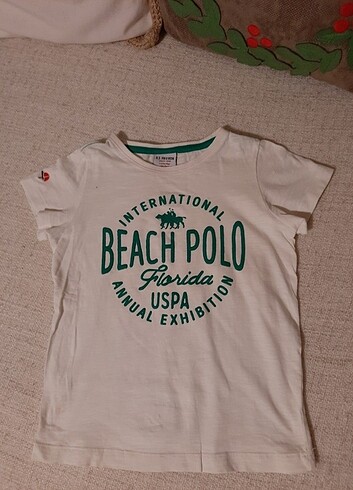 INTERNATIONAL
BEACH POLO
Florida
USPA
ANNUAL EXHIBITION